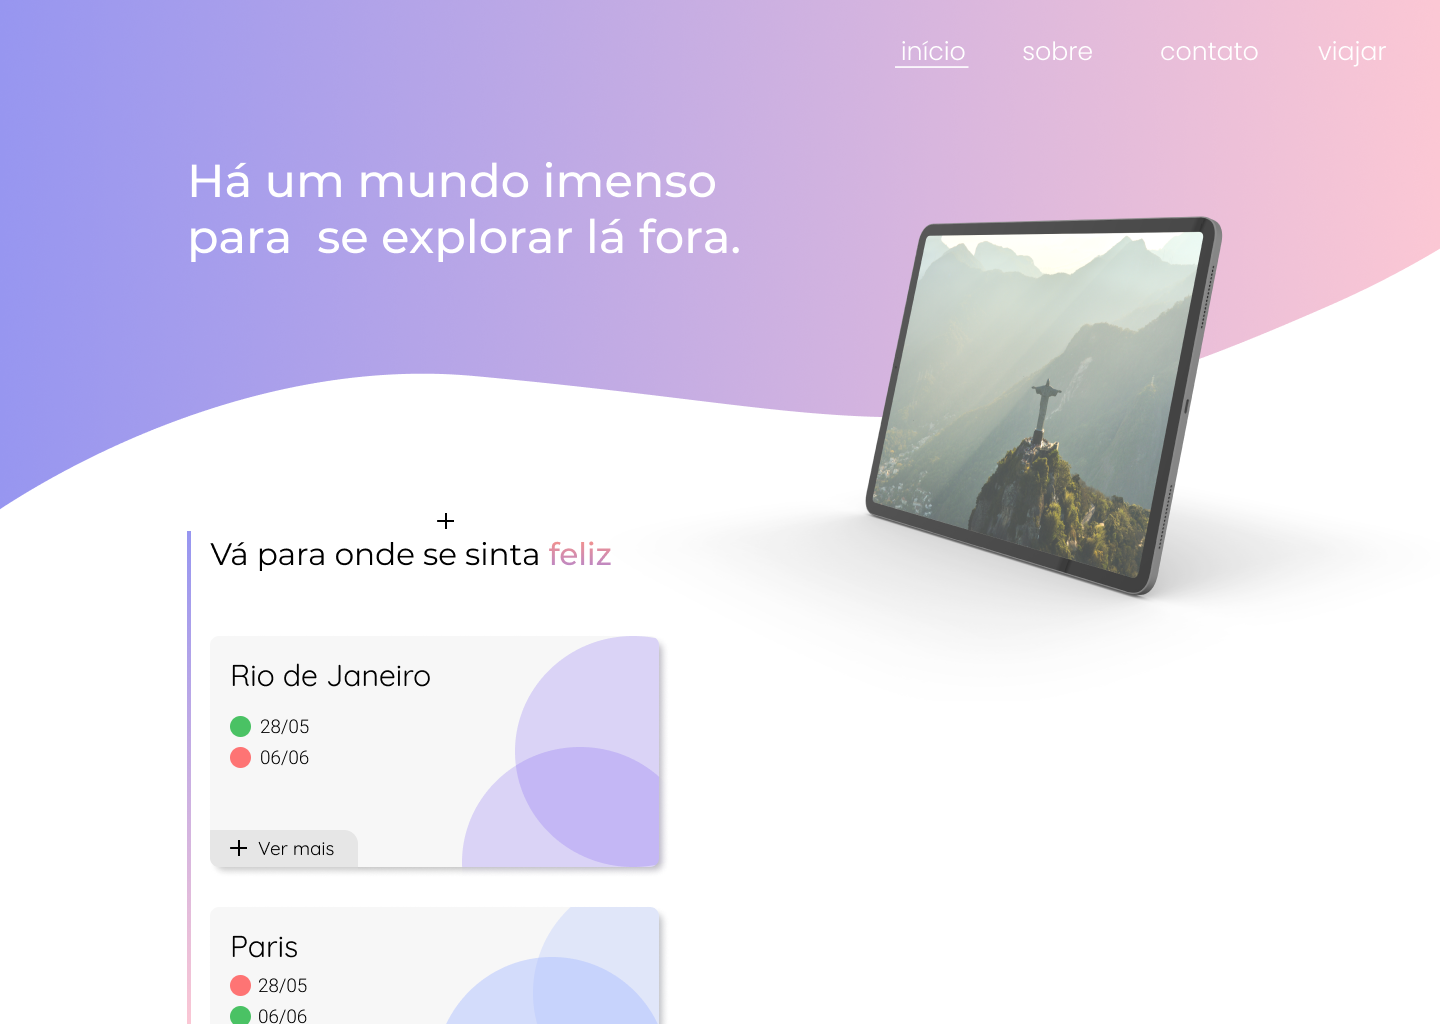 início sobre contato viajar
Há um mundo imenso
para  se explorar lá fora.
Vá para onde se sinta feliz
Rio de Janeiro
28/05
06/06
Ver mais
Paris
28/05
06/06